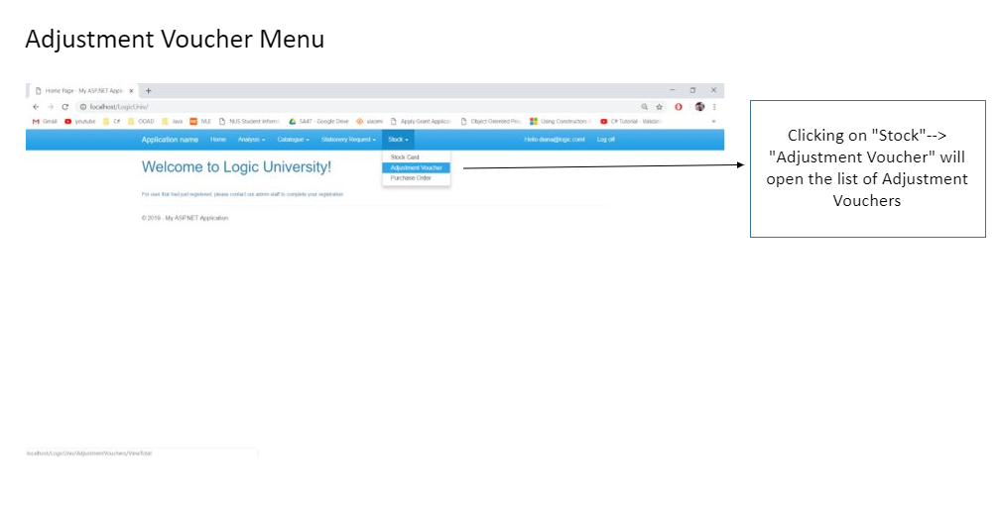 Adjustment Voucher Menu
Home Page - My ASP.NET Applic
localhost/LogicUniv/
Gmail youtube C# OOAD Java IVLE NUS Student Inform SA47 - Google Drive xiaomi Apply Grant Applica Object Oriented Pro Using Constructors C# Tutorial - Validati
Application name Home Analysis Catalogue Stationery Request Stock Hello diana@logic.com! Log off
Stock Card
Adjustment Voucher
Purchase Order
Welcome to Logic University!
For user that had just registered, please contact our admin staff to complete your registration
© 2019 - My ASP.NET Application
Clicking on "Stock"-->
"Adjustment Voucher" will
open the list of Adjustment
Vouchers
localhost/LogicUniv/AdjustmentVouchers/ViewTotal